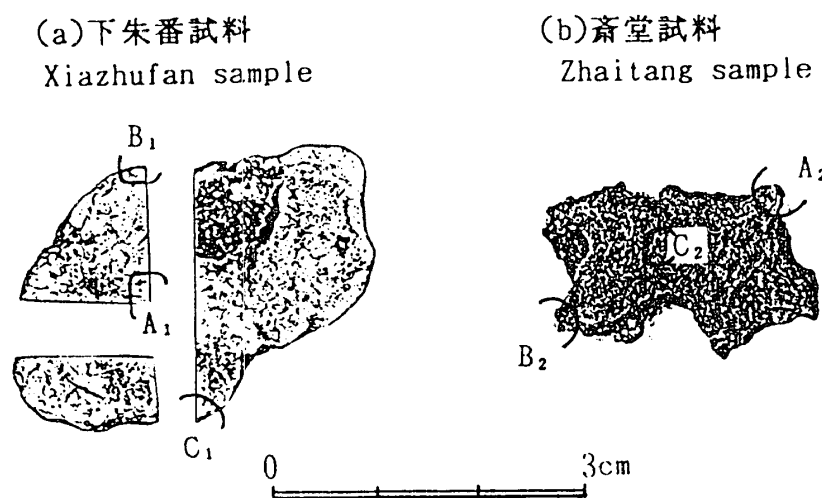 (a)下朱番試料
Xiazhufan sample
(b)斎堂試料
Zhaitang sample
B₁
A₁
C₁
A₂
C₂
B₂
0
3cm